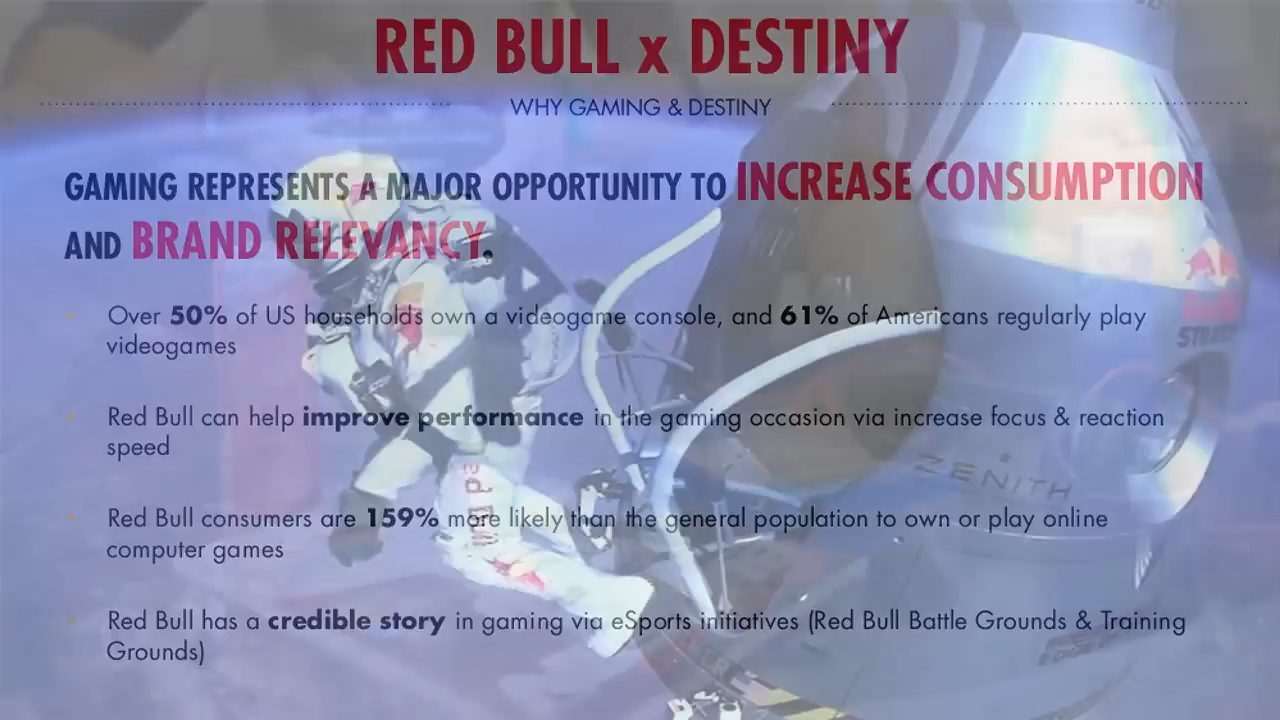 RED BULL x DESTINY
WHY GAMING & DESTINY
GAMING REPRESENTS A MAJOR OPPORTUNITY TO INCREASE CONSUMPTION
AND BRAND RELEVANCY.
Over 50% of US households own a videogame console, and 61% of Americans regularly play
videogames
Red Bull can help improve performance in the gaming occasion via increase focus & reaction
speed
ZENITH
Red Bull consumers are 159% more likely than the general population to own or play online
computer games
Red Bull has a credible story in gaming via eSports initiatives (Red Bull Battle Grounds & Training
Grounds)